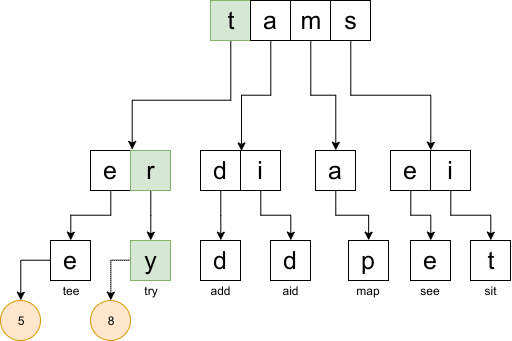 t a m s
e r d i a e i
e y d d p e t
tee try add aid map see sit
5 8